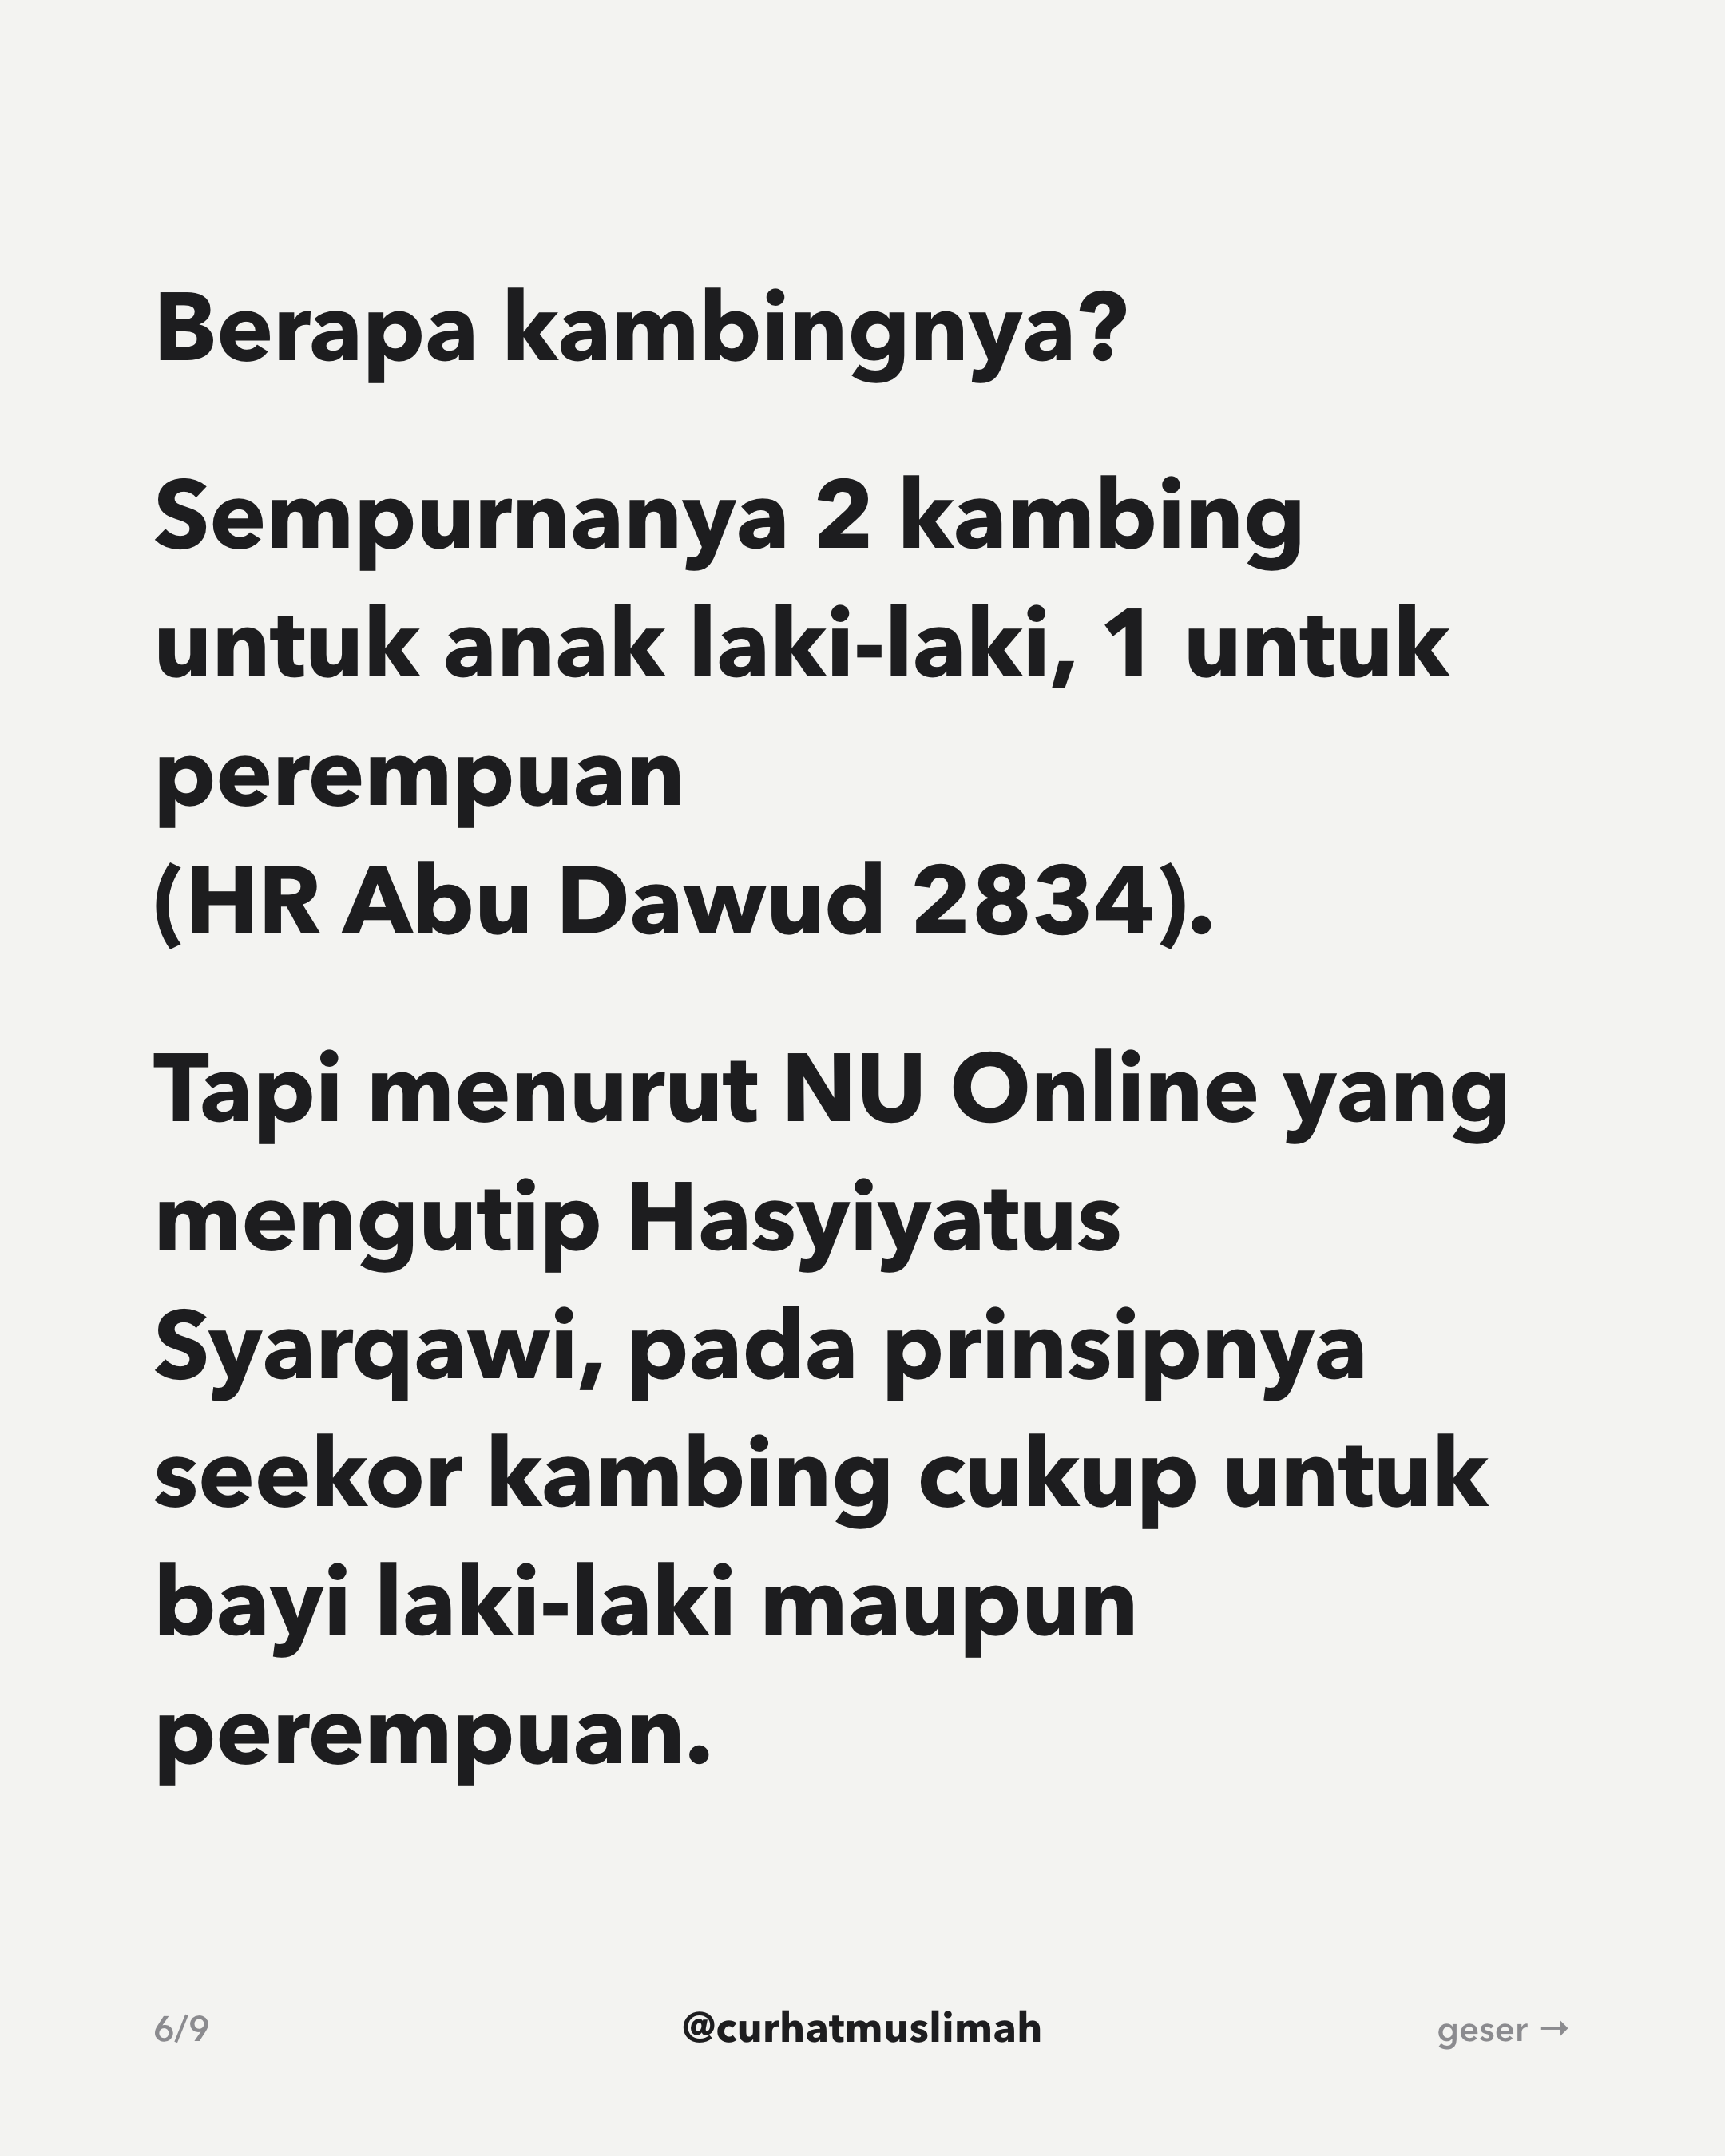 Berapa kambingnya?
Sempurnanya 2 kambing
untuk anak laki-laki, 1 untuk
perempuan
(HR Abu Dawud 2834).
Tapi menurut NU Online yang
mengutip Hasyiyatus
Syarqawi, pada prinsipnya
seekor kambing cukup untuk
bayi laki-laki maupun
perempuan.
6/9
@curhatmuslimah
geser →